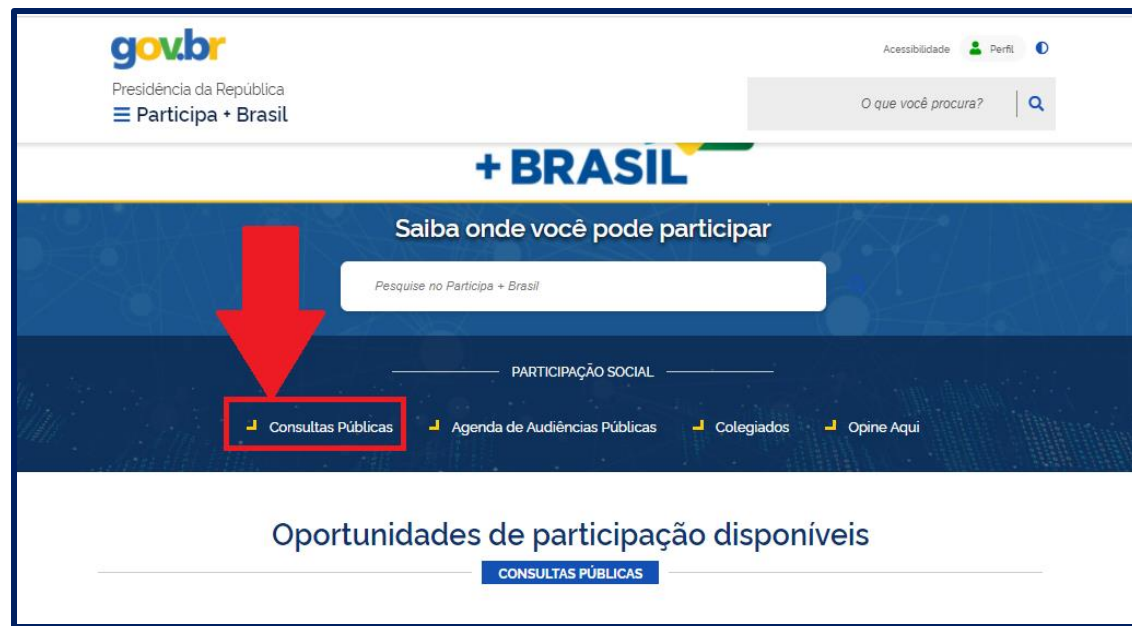 gov.br
Acessibilidade Perfil
Presidência da República
Participa + Brasil
O que você procura?
+ BRASIL
Saiba onde você pode participar
Pesquise no Participa + Brasil
PARTICIPAÇÃO SOCIAL
Consultas Públicas Agenda de Audiências Públicas Colegiados Opine Aqui
Oportunidades de participação disponíveis
CONSULTAS PÚBLICAS